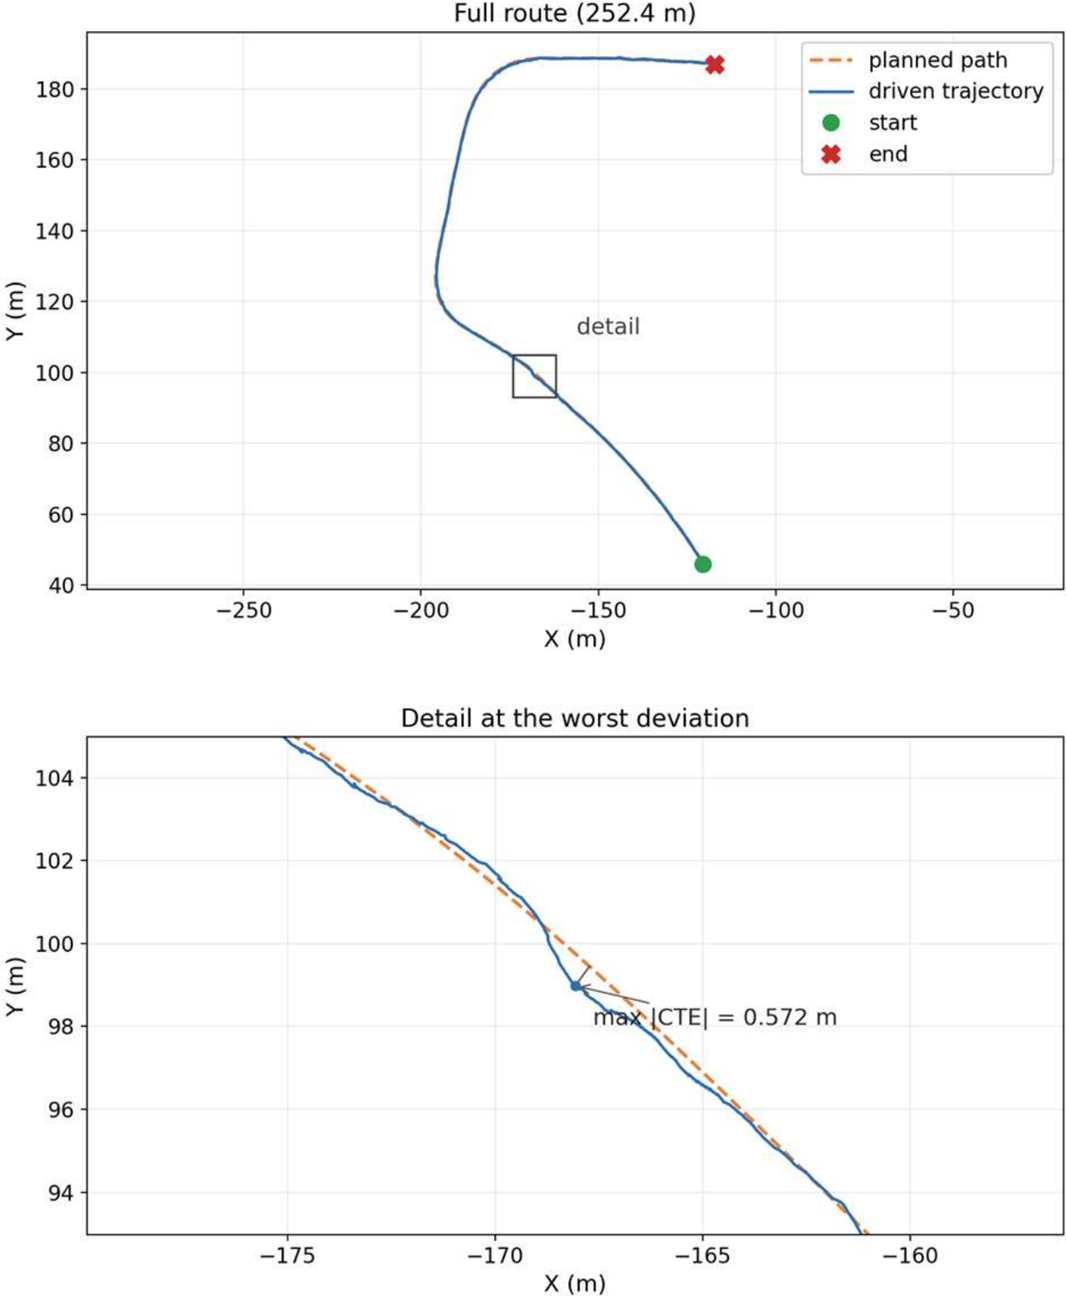 Full route (252.4 m)
planned path
driven trajectory
start
end
detail
180
160
140
120
100
80
60
40
−250
−200
−150
−100
−50
X (m)
Y (m)
Detail at the worst deviation
max |CTE| = 0.572 m
104
102
100
98
96
94
−175
−170
−165
−160
X (m)
Y (m)